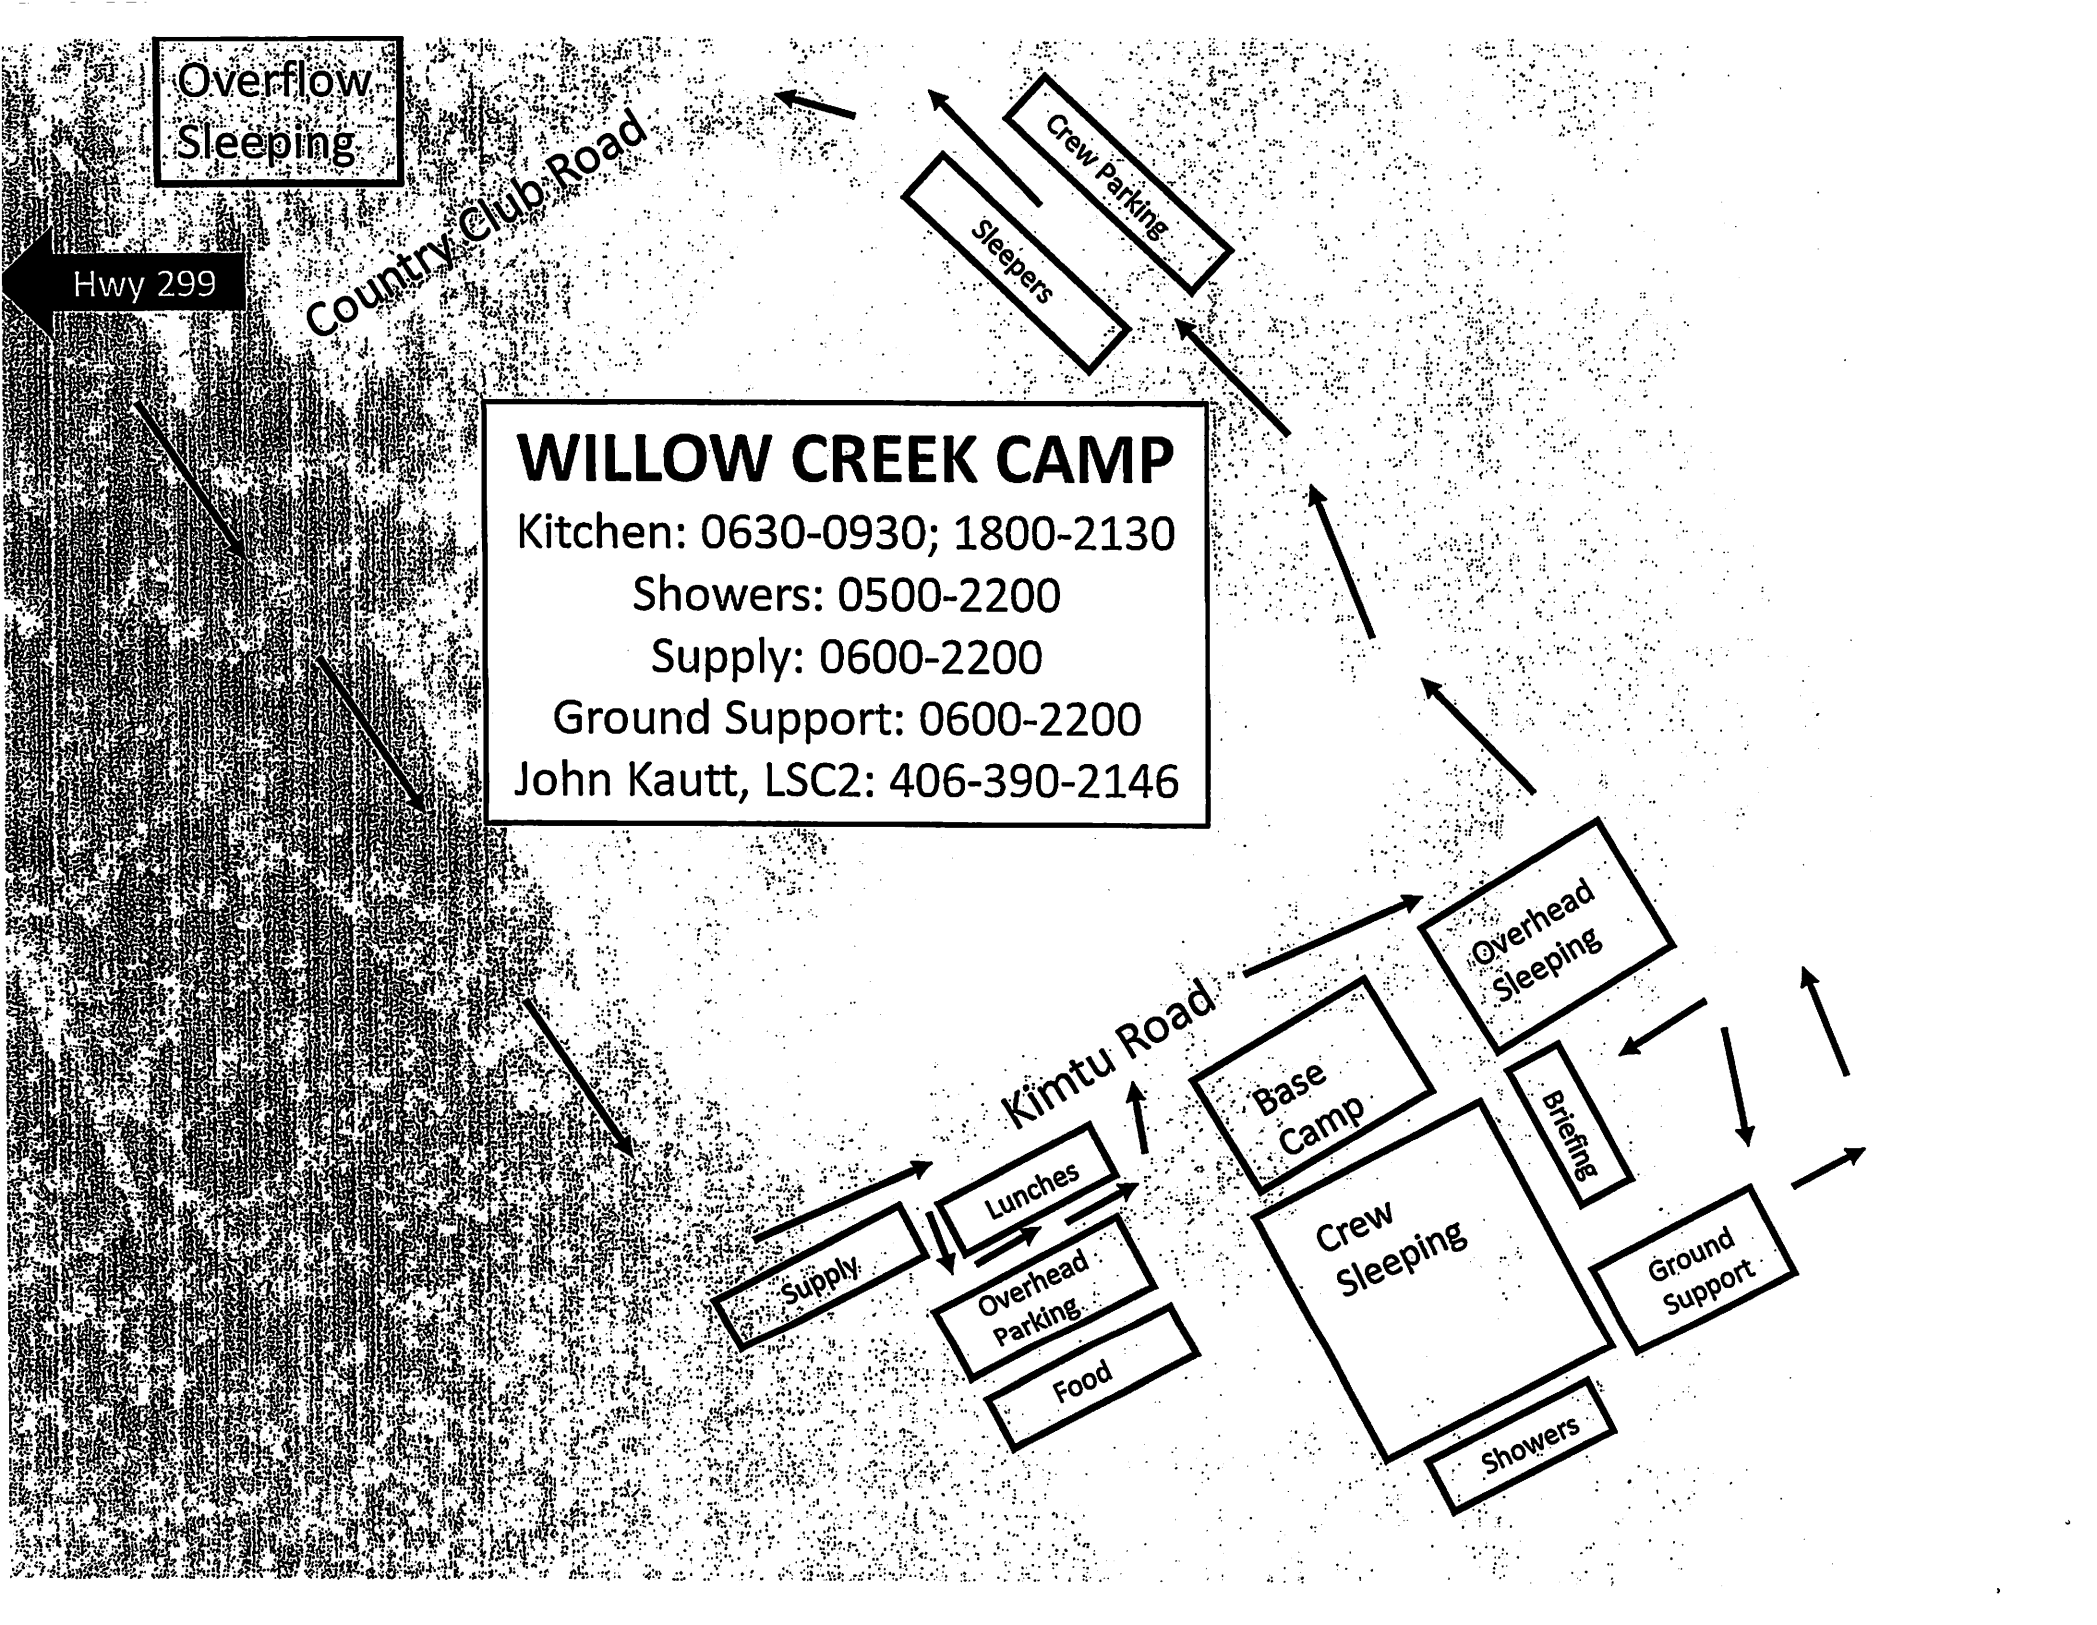 Overflow
Sleeping
Country Club Road
Hwy 299
Crew Parking
Sleepers
WILLOW CREEK CAMP
Kitchen: 0630-0930; 1800-2130
Showers: 0500-2200
Supply: 0600-2200
Ground Support: 0600-2200
John Kautt, LSC2: 406-390-2146
Overhead
Sleeping
Kimtu Road
Base
Camp
Briefing
Lunches
Supply
Overhead
Parking
Food
Crew
Sleeping
Ground
Support
Showers